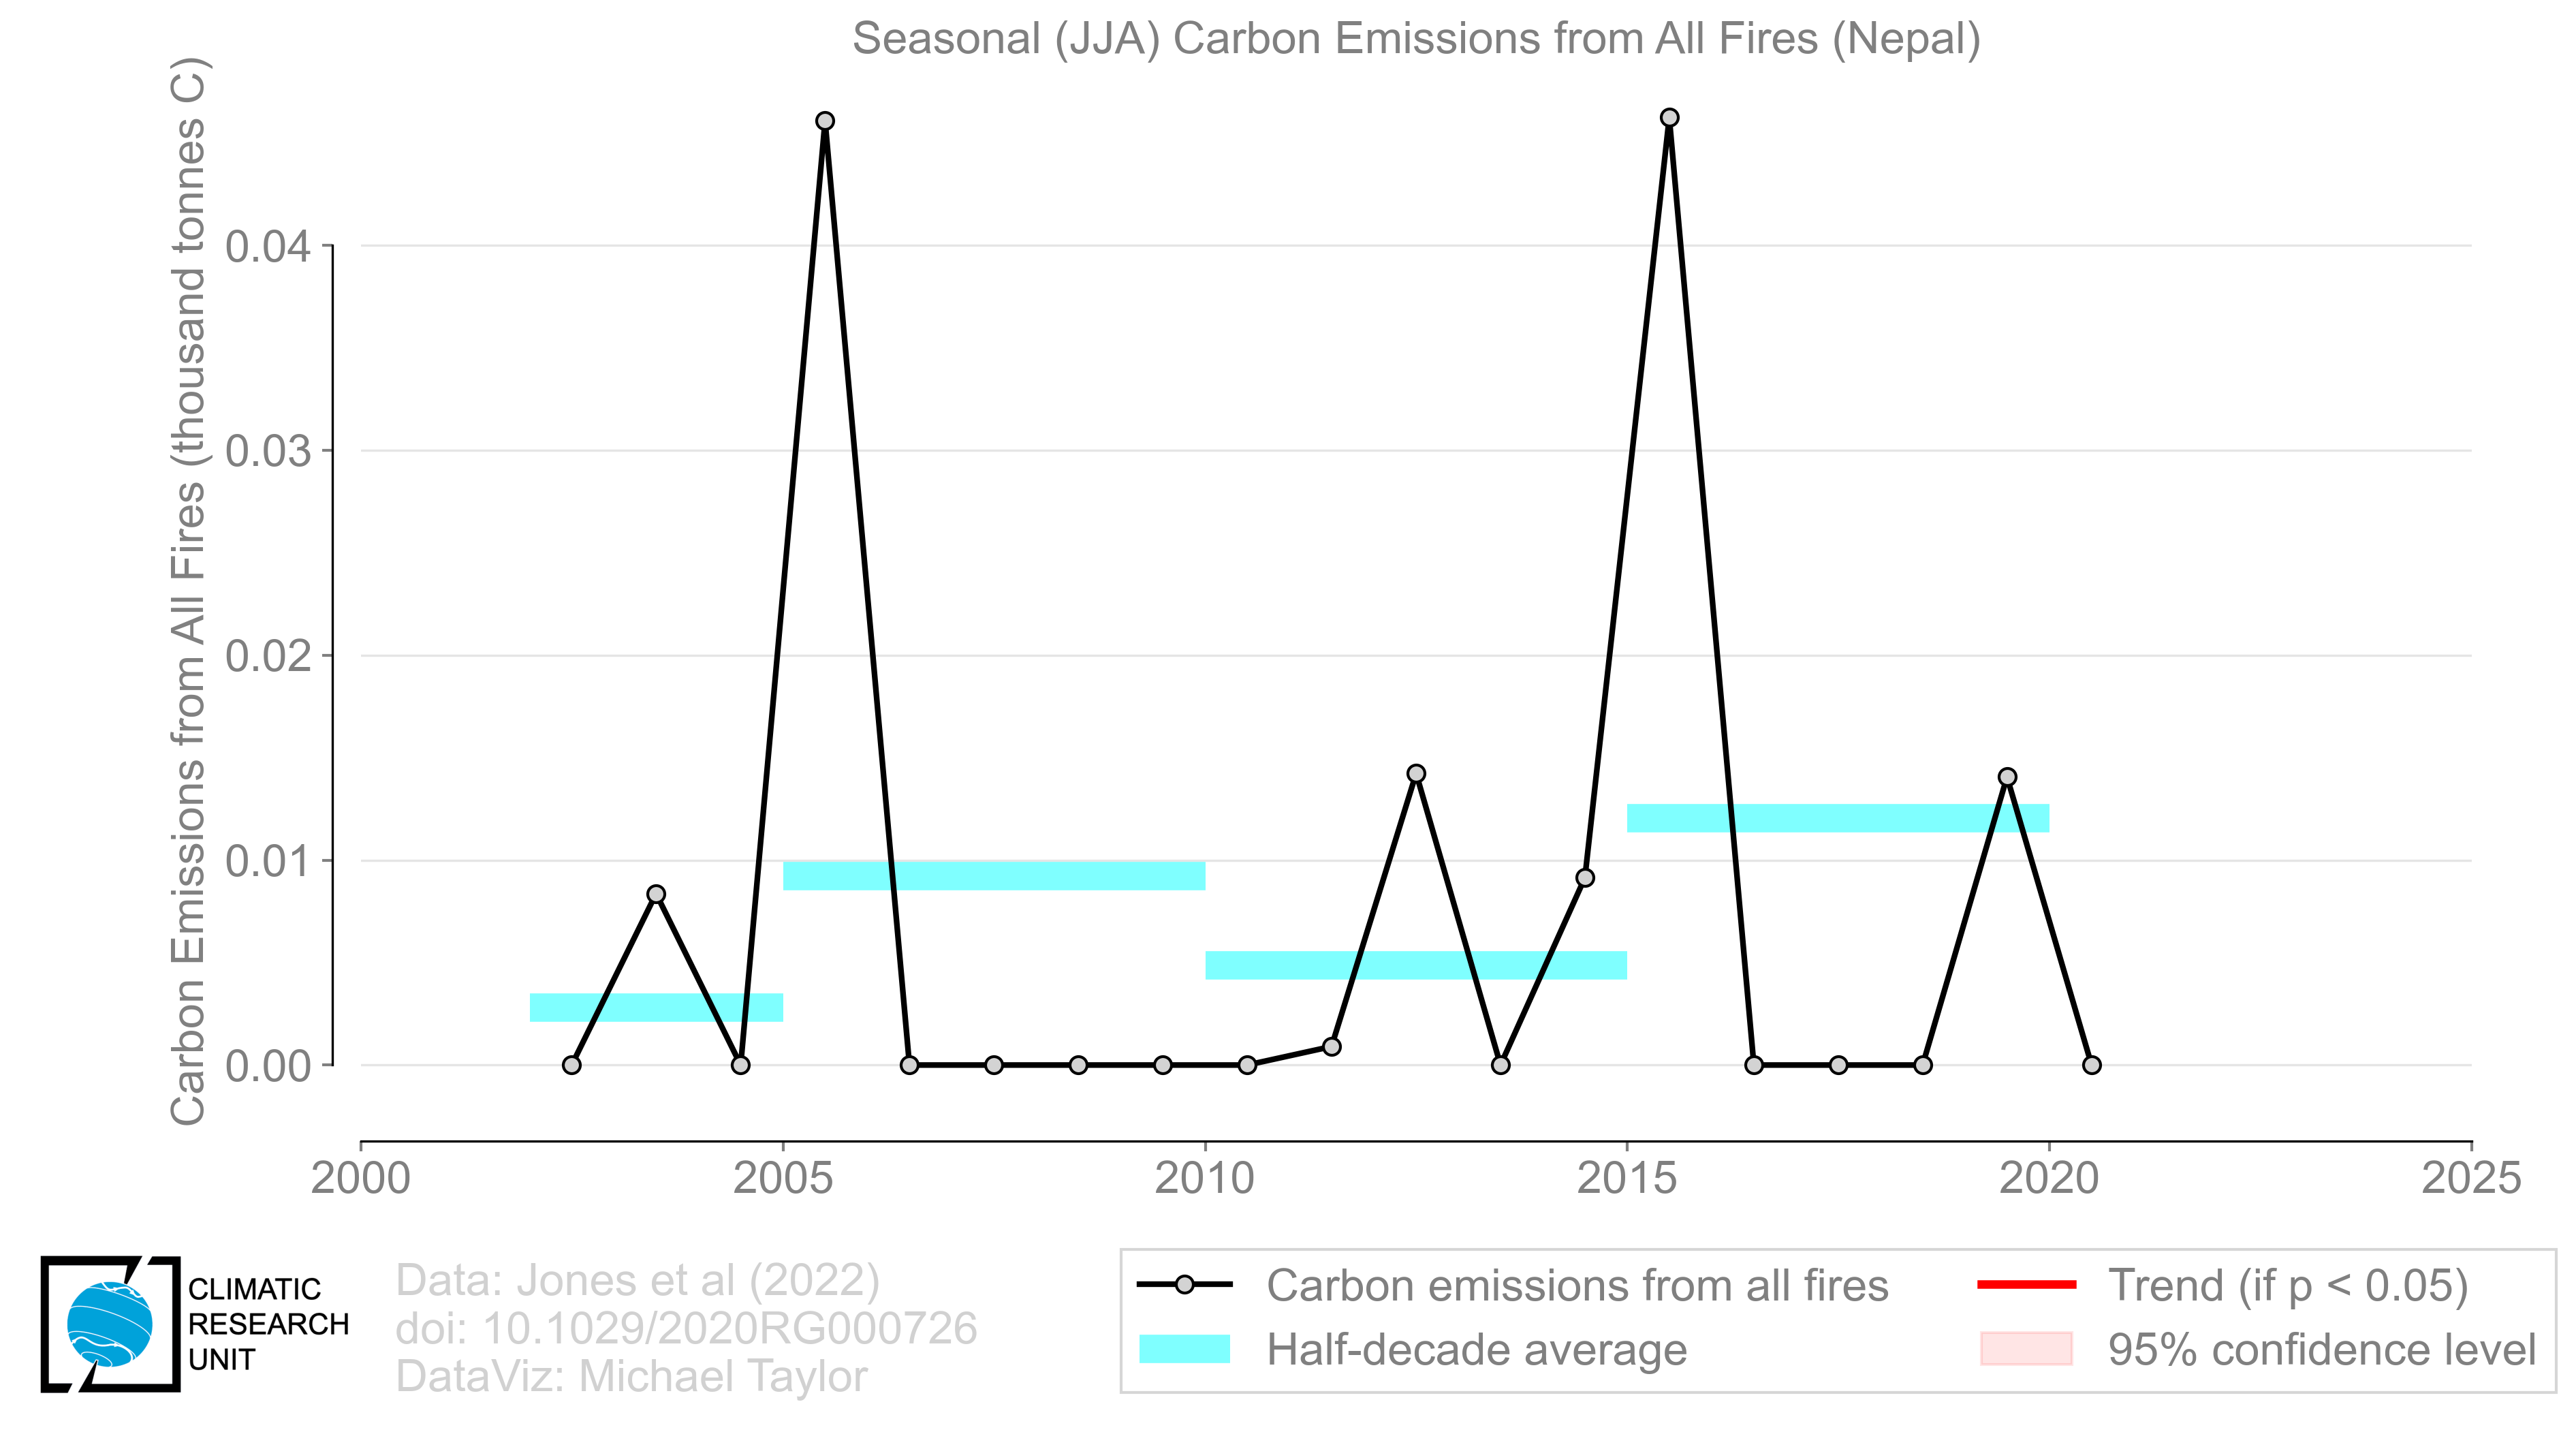 Seasonal (JJA) Carbon Emissions from All Fires (Nepal)
Carbon Emissions from All Fires (thousand tonnes C)
0.04
0.03
0.02
0.01
0.00
2000 2005 2010 2015 2020 2025
CLIMATIC
RESEARCH
UNIT
Data: Jones et al (2022)
doi: 10.1029/2020RG000726
DataViz: Michael Taylor
Carbon emissions from all fires
Half-decade average
Trend (if p < 0.05)
95% confidence level